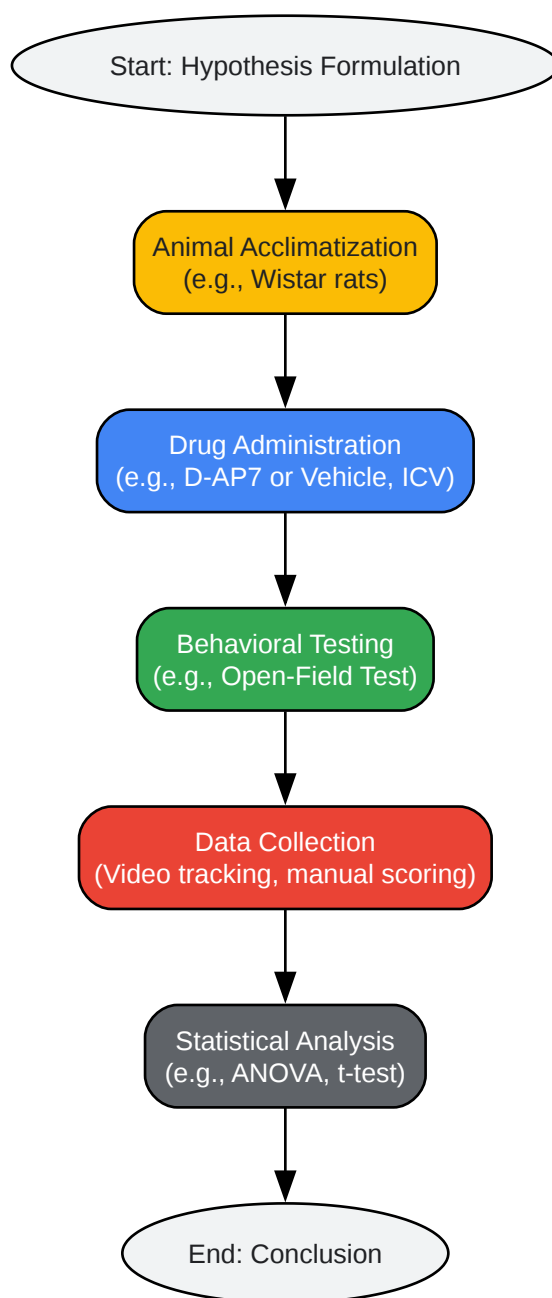 Start: Hypothesis Formulation
Animal Acclimatization
(e.g., Wistar rats)
Drug Administration
(e.g., D-AP7 or Vehicle, ICV)
Behavioral Testing
(e.g., Open-Field Test)
Data Collection
(Video tracking, manual scoring)
Statistical Analysis
(e.g., ANOVA, t-test)
End: Conclusion